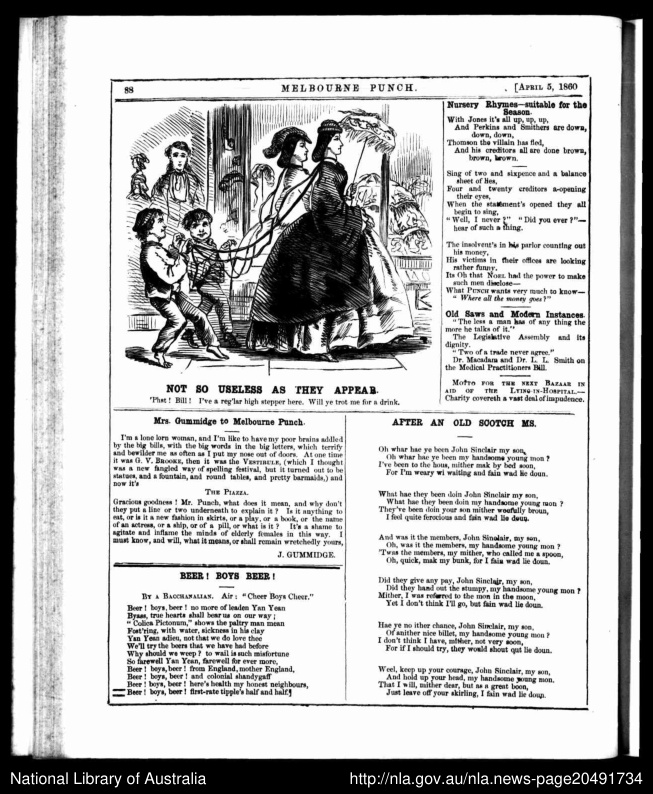 88
MELBOURNE PUNCH.
[APRIL 5, 1860
NOT SO USELESS AS THEY APPEAR.
'Phst! Bill! I've a reg'lar high stepper here. Will ye trot me for a drink.
Nursery Rhymes—suitable for the
Season.
With Jones it's all up, up, up,
And Perkins and Smithers are down,
down, down,
Thomson the villain has fled,
And his creditors all are done brown,
brown, brown.
Sing of two and sixpence and a balance
sheet of lies,
Four and twenty creditors a-opening
their eyes,
When the statement's opened they all
begin to sing,
"Well, I never!" "Did you ever?"—
hear of such a thing.
The insolvent's in his parlor counting out
his money,
His victims in their offices are looking
rather funny,
Its Oh that NOEL had the power to make
such men disclose—
What PUNCH wants very much to know—
"Where all the money goes?"
Old Saws and Modern Instances.
"The less a man has of any thing the
more he talks of it."
The Legislative Assembly and its
dignity.
"Two of a trade never agree."
Dr. Macadam and Dr. L. L. Smith on
the Medical Practitioners Bill.
MOTTO FOR THE NEXT BAZAAR IN
AID OF THE LYING-IN-HOSPITAL.—
Charity covereth a vast deal of impudence.
Mrs. Gummidge to Melbourne Punch.
I'm a lone lorn woman, and I'm like to have my poor brains addled
by the big bills, with the big words in the big letters, which terrify
and bewilder me as often as I put my nose out of doors. At one time
it was G. V. BROOKE, then it was the VESTIBULE, (which I thought
was a new fangled way of spelling festival, but it turned out to be
statues, and a fountain, and round tables, and pretty barmaids,) and
now it's
THE PIAZZA.
Gracious goodness! Mr. Punch, what does it mean, and why don't
they put a line or two underneath to explain it? Is it anything to
eat, or is it a new fashion in skirts, or a play, or a book, or the name
of an actress, or a ship, or of a pill, or what is it? It's a shame to
agitate and inflame the minds of elderly females in this way. I
must know, and will, what it means, or shall remain wretchedly yours,
J. GUMMIDGE.
BEER! BOYS BEER!
BY A BACCHANALIAN. Air: "Cheer Boys Cheer."
Beer! boys, beer! no more of leaden Yan Yean
Byass, true hearts shall bear us on our way;
"Colica Pictonum," shows the paltry man mean
Fost'ring, with water, sickness in his clay
Yan Yean adieu, not that we do love thee
We'll try the beers that we have had before
Why should we weep? to wail is such misfortune
So farewell Yan Yean, farewell for ever more,
Beer! boys, beer! from England, mother England,
Beer! boys, beer! and colonial shandygaff
Beer! boys, beer! here's health my honest neighbours,
Beer! boys, beer! first-rate tipple's half and half.
AFTER AN OLD SCOTCH MS.
Oh whar hae ye been John Sinclair my son,
Oh whar hae ye been my handsome young mon?
I've been to the hous, mither mak by bed soon,
For I'm weary wi waiting and fain wad lie doun.
What hae they been doin John Sinclair my son,
What hae they been doin my handsome young mon?
They've been doin your son mither woefully broun,
I feel quite ferocious and fain wad lie doun.
And was it the members, John Sinclair, my son,
Oh, was it the members, my handsome young mon?
'Twas the members, my mither, who called me a spoon,
Oh, quick, mak my bunk, for I fain wad lie doun.
Did they give any pay, John Sinclair, my son,
Did they hand out the stumpy, my handsome young mon?
Mither, I was referred to the mon in the moon,
Yet I don't think I'll go, but fain wad lie doun.
Hae ye no ither chance, John Sinclair, my son,
Of anither nice billet, my handsome young mon?
I don't think I have, mither, not very soon,
For if I should try, they would shout qut lie doun.
Weel, keep up your courage, John Sinclair, my son,
And hold up your head, my handsome young mon.
That I will, mither dear, but as a great boon,
Just leave off your skirling, I fain wad lie doun.
National Library of Australia
http://nla.gov.au/nla.news-page20491734